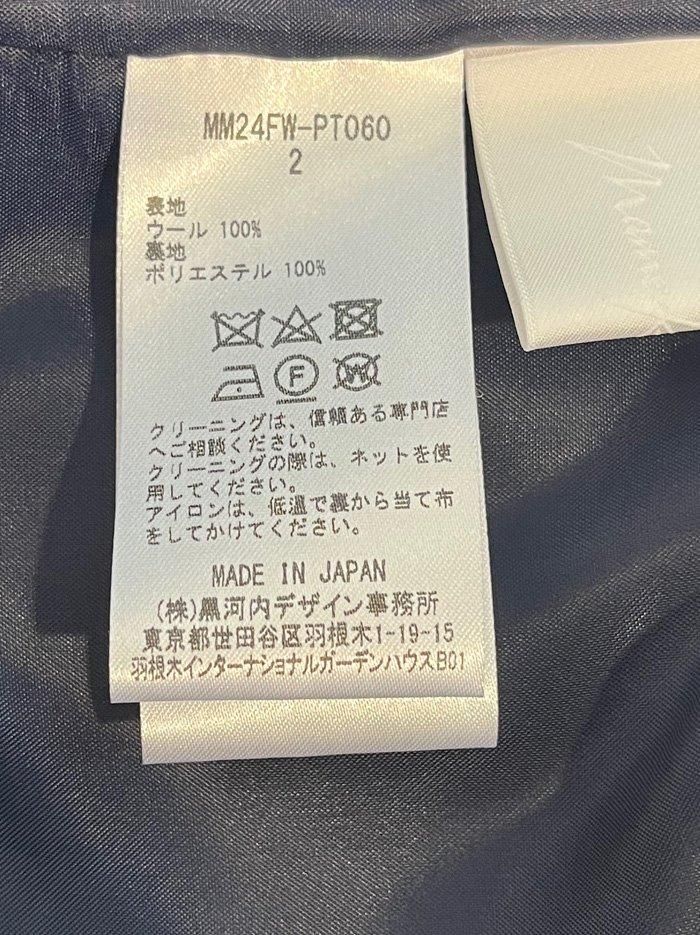 MM24FW-PT060
2
表地
ウール 100%
裏地
ポリエステル 100%
F
W
クリーニングは、信頼ある専門店
へご相談ください。
クリーニングの際は、ネットを使
用してください。
アイロンは、低温で裏から当て布
をしてかけてください。
MADE IN JAPAN
(株)黒河内デザイン事務所
東京都世田谷区羽根木1-19-15
羽根木インターナショナルガーデンハウスB01